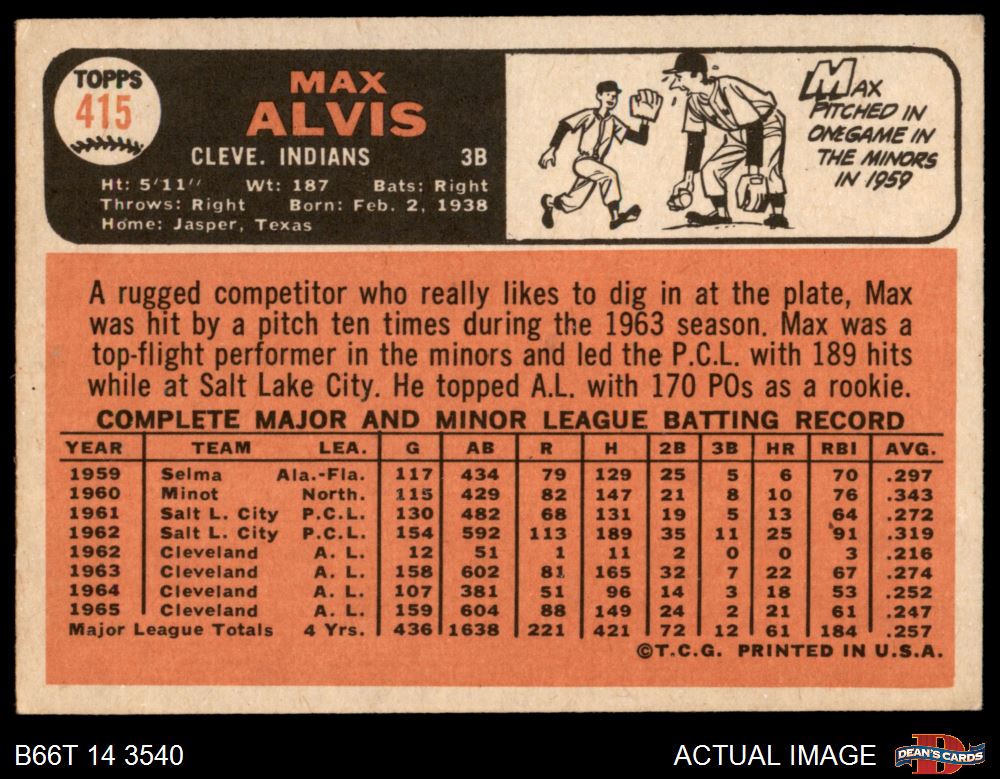 TOPPS
415
MAX
ALVIS
CLEVE. INDIANS 3B
Ht: 5'11" Wt: 187 Bats: Right
Throws: Right Born: Feb. 2, 1938
Home: Jasper, Texas
MAX
PITCHED IN
ONE GAME IN
THE MINORS
IN 1959
A rugged competitor who really likes to dig in at the plate, Max
was hit by a pitch ten times during the 1963 season. Max was a
top-flight performer in the minors and led the P.C.L. with 189 hits
while at Salt Lake City. He topped A.L. with 170 POs as a rookie.
COMPLETE MAJOR AND MINOR LEAGUE BATTING RECORD
YEAR TEAM LEA. G AB R H 2B 3B HR RBI AVG.
1959 Selma Ala.-Fla. 117 434 79 129 25 5 6 70 .297
1960 Minot North. 115 429 82 147 21 8 10 76 .343
1961 Salt L. City P.C.L. 130 482 68 131 19 5 13 64 .272
1962 Salt L. City P.C.L. 154 592 113 189 35 11 25 91 .319
1962 Cleveland A. L. 12 51 1 11 2 0 0 3 .216
1963 Cleveland A. L. 158 602 81 165 32 7 22 67 .274
1964 Cleveland A. L. 107 381 51 96 14 3 18 53 .252
1965 Cleveland A. L. 159 604 88 149 24 2 21 61 .247
Major League Totals 4 Yrs. 436 1638 221 421 72 12 61 184 .257
©T.C.G. PRINTED IN U.S.A.
B66T 14 3540
ACTUAL IMAGE
DEAN'S CARDS